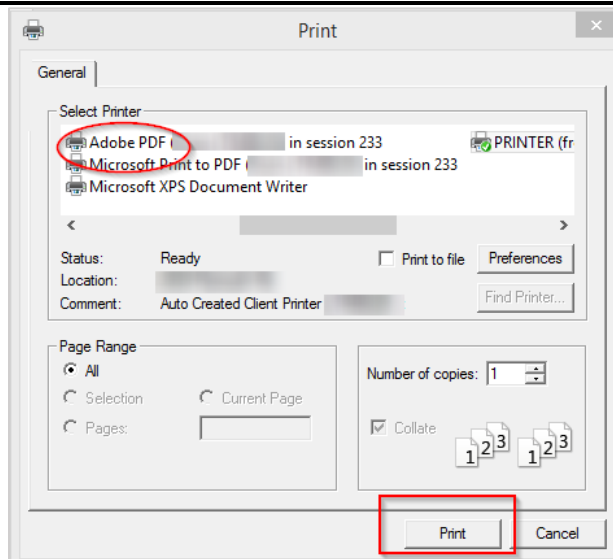 Print
General
Select Printer
Adobe PDF ( in session 233 PRINTER (fr
Microsoft Print to PDF ( in session 233
Microsoft XPS Document Writer
Status: Ready Print to file Preferences
Location:
Comment: Auto Created Client Printer Find Printer...
Page Range
All Number of copies: 1
Selection Current Page
Pages: Collate
1 2 3 1 2 3
Print Cancel